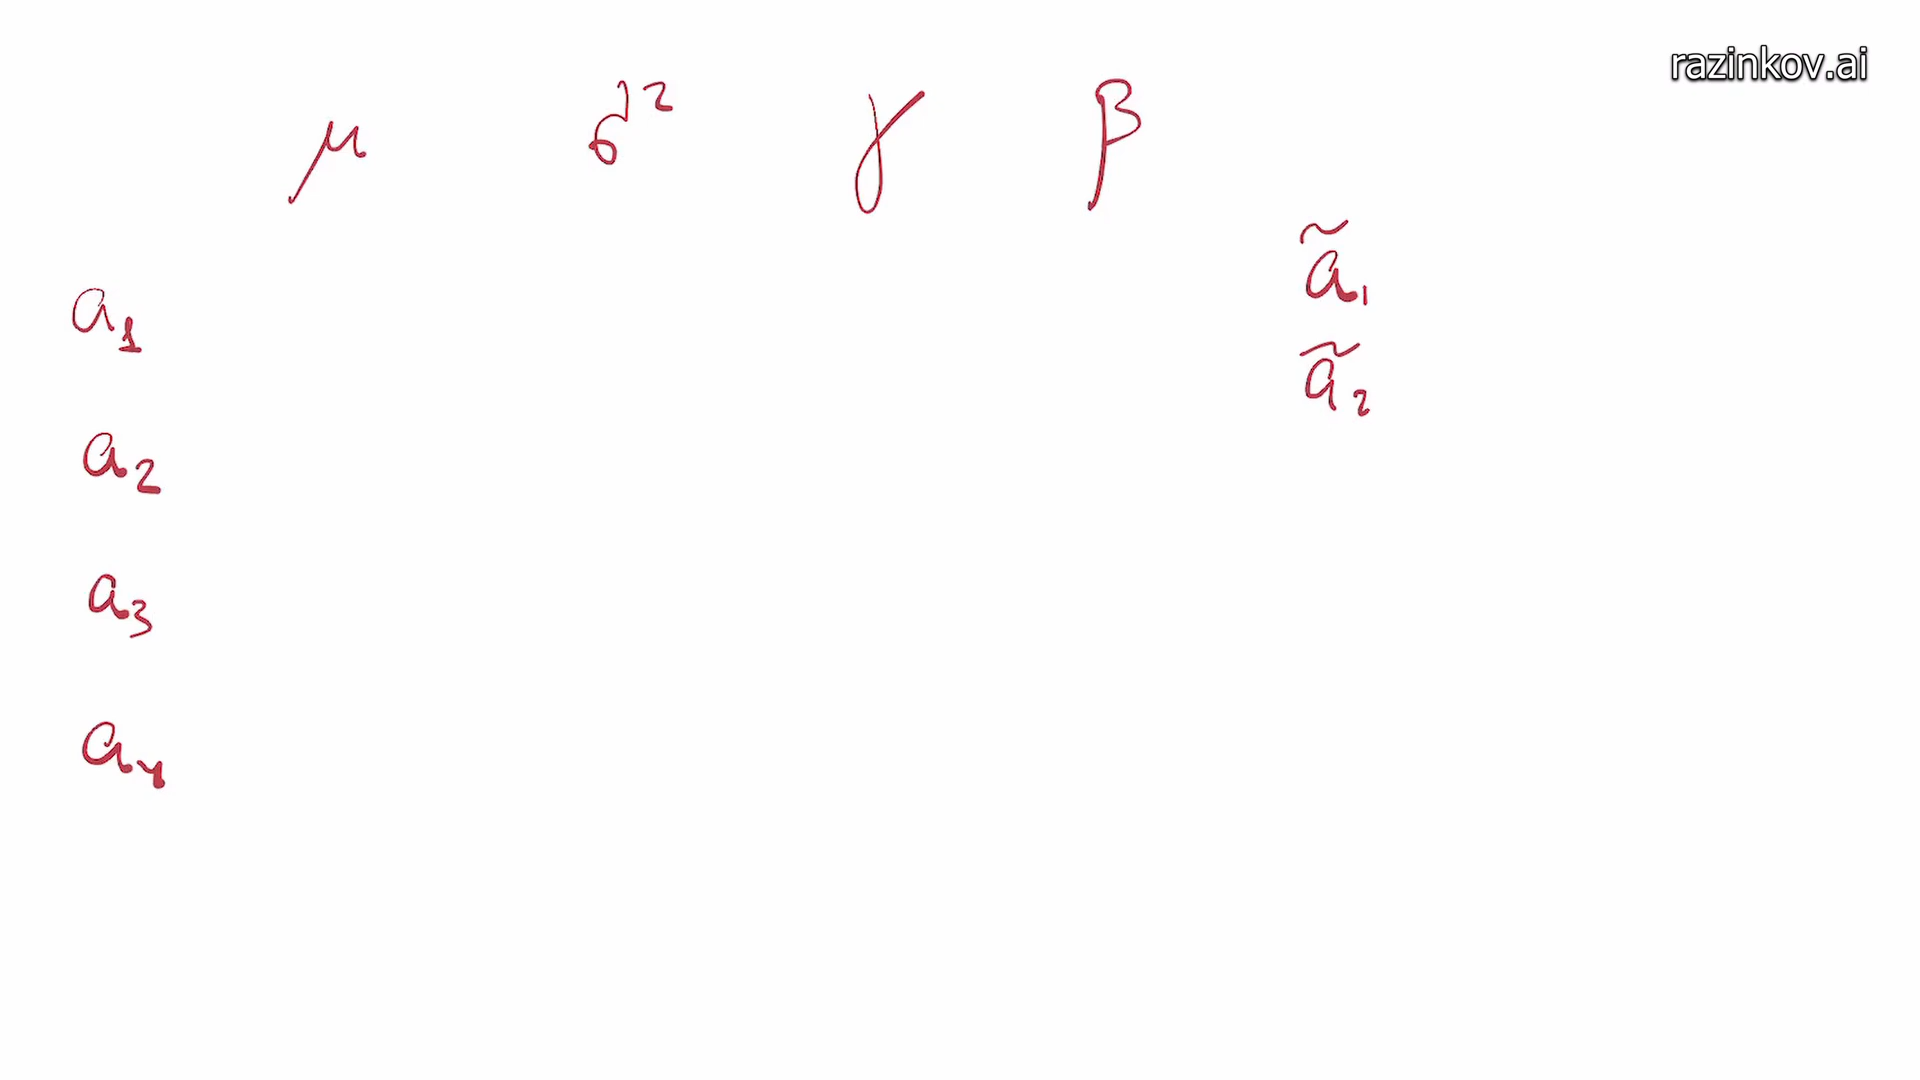 razinkov.ai
μ σ² γ β
ã₁
a₁
ã₂
a₂
a₃
a₄